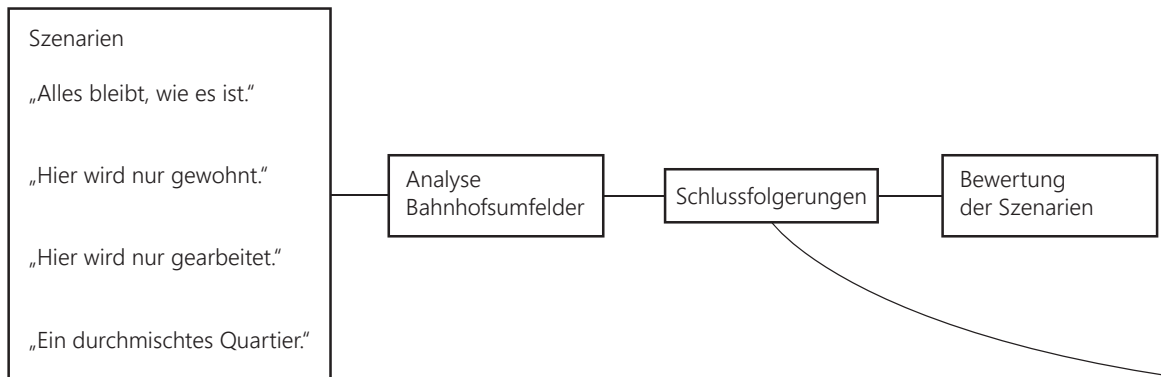 Szenarien
„Alles bleibt, wie es ist.“
„Hier wird nur gewohnt.“
„Hier wird nur gearbeitet.“
„Ein durchmischtes Quartier.“
Analyse
Bahnhofsumfelder
Schlussfolgerungen
Bewertung
der Szenarien